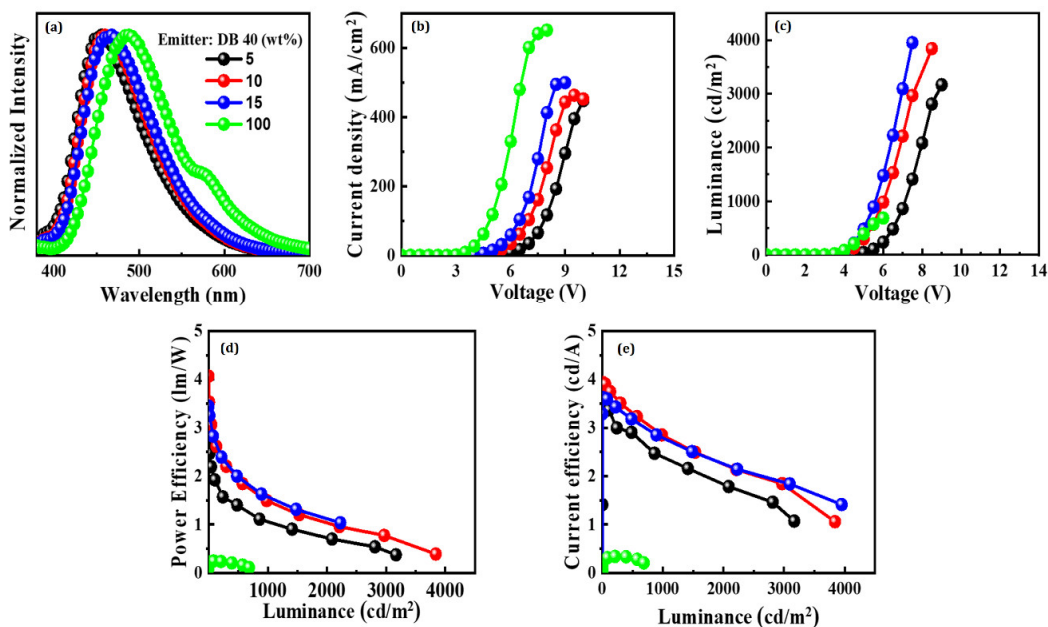 (a)
Emitter: DB 40 (wt%)
5
10
15
100
Normalized Intensity
400 500 600 700
Wavelength (nm)
(b)
Current density (mA/cm²)
600
400
200
0
0 3 6 9 12 15
Voltage (V)
(c)
Luminance (cd/m²)
4000
3000
2000
1000
0
0 2 4 6 8 10 12 14
Voltage (V)
(d)
Power Efficiency (lm/W)
5
4
3
2
1
0
1000 2000 3000 4000
Luminance (cd/m²)
(e)
Current efficiency (cd/A)
5
4
3
2
1
0
0 1000 2000 3000 4000
Luminance (cd/m²)